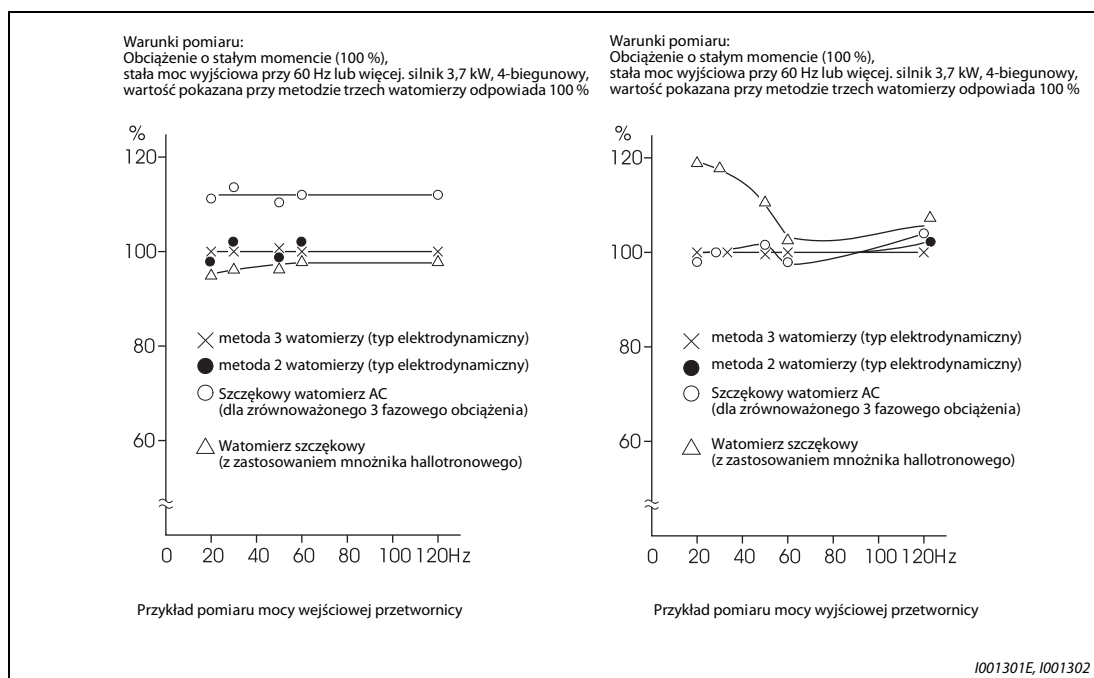 Warunki pomiaru:
Obciążenie o stałym momencie (100 %),
stała moc wyjściowa przy 60 Hz lub więcej. silnik 3,7 kW, 4-biegunowy,
wartość pokazana przy metodzie trzech watomierzy odpowiada 100 %
%
120
100
80
60
metoda 3 watomierzy (typ elektrodynamiczny)
metoda 2 watomierzy (typ elektrodynamiczny)
Szczękowy watomierz AC
(dla zrównoważonego 3 fazowego obciążenia)
Watomierz szczękowy
(z zastosowaniem mnożnika hallotronowego)
0 20 40 60 80 100 120Hz
Przykład pomiaru mocy wejściowej przetwornicy
Warunki pomiaru:
Obciążenie o stałym momencie (100 %),
stała moc wyjściowa przy 60 Hz lub więcej. silnik 3,7 kW, 4-biegunowy,
wartość pokazana przy metodzie trzech watomierzy odpowiada 100 %
%
120
100
80
60
metoda 3 watomierzy (typ elektrodynamiczny)
metoda 2 watomierzy (typ elektrodynamiczny)
Szczękowy watomierz AC
(dla zrównoważonego 3 fazowego obciążenia)
Watomierz szczękowy
(z zastosowaniem mnożnika hallotronowego)
0 20 40 60 80 100 120Hz
Przykład pomiaru mocy wyjściowej przetwornicy
I001301E, I001302